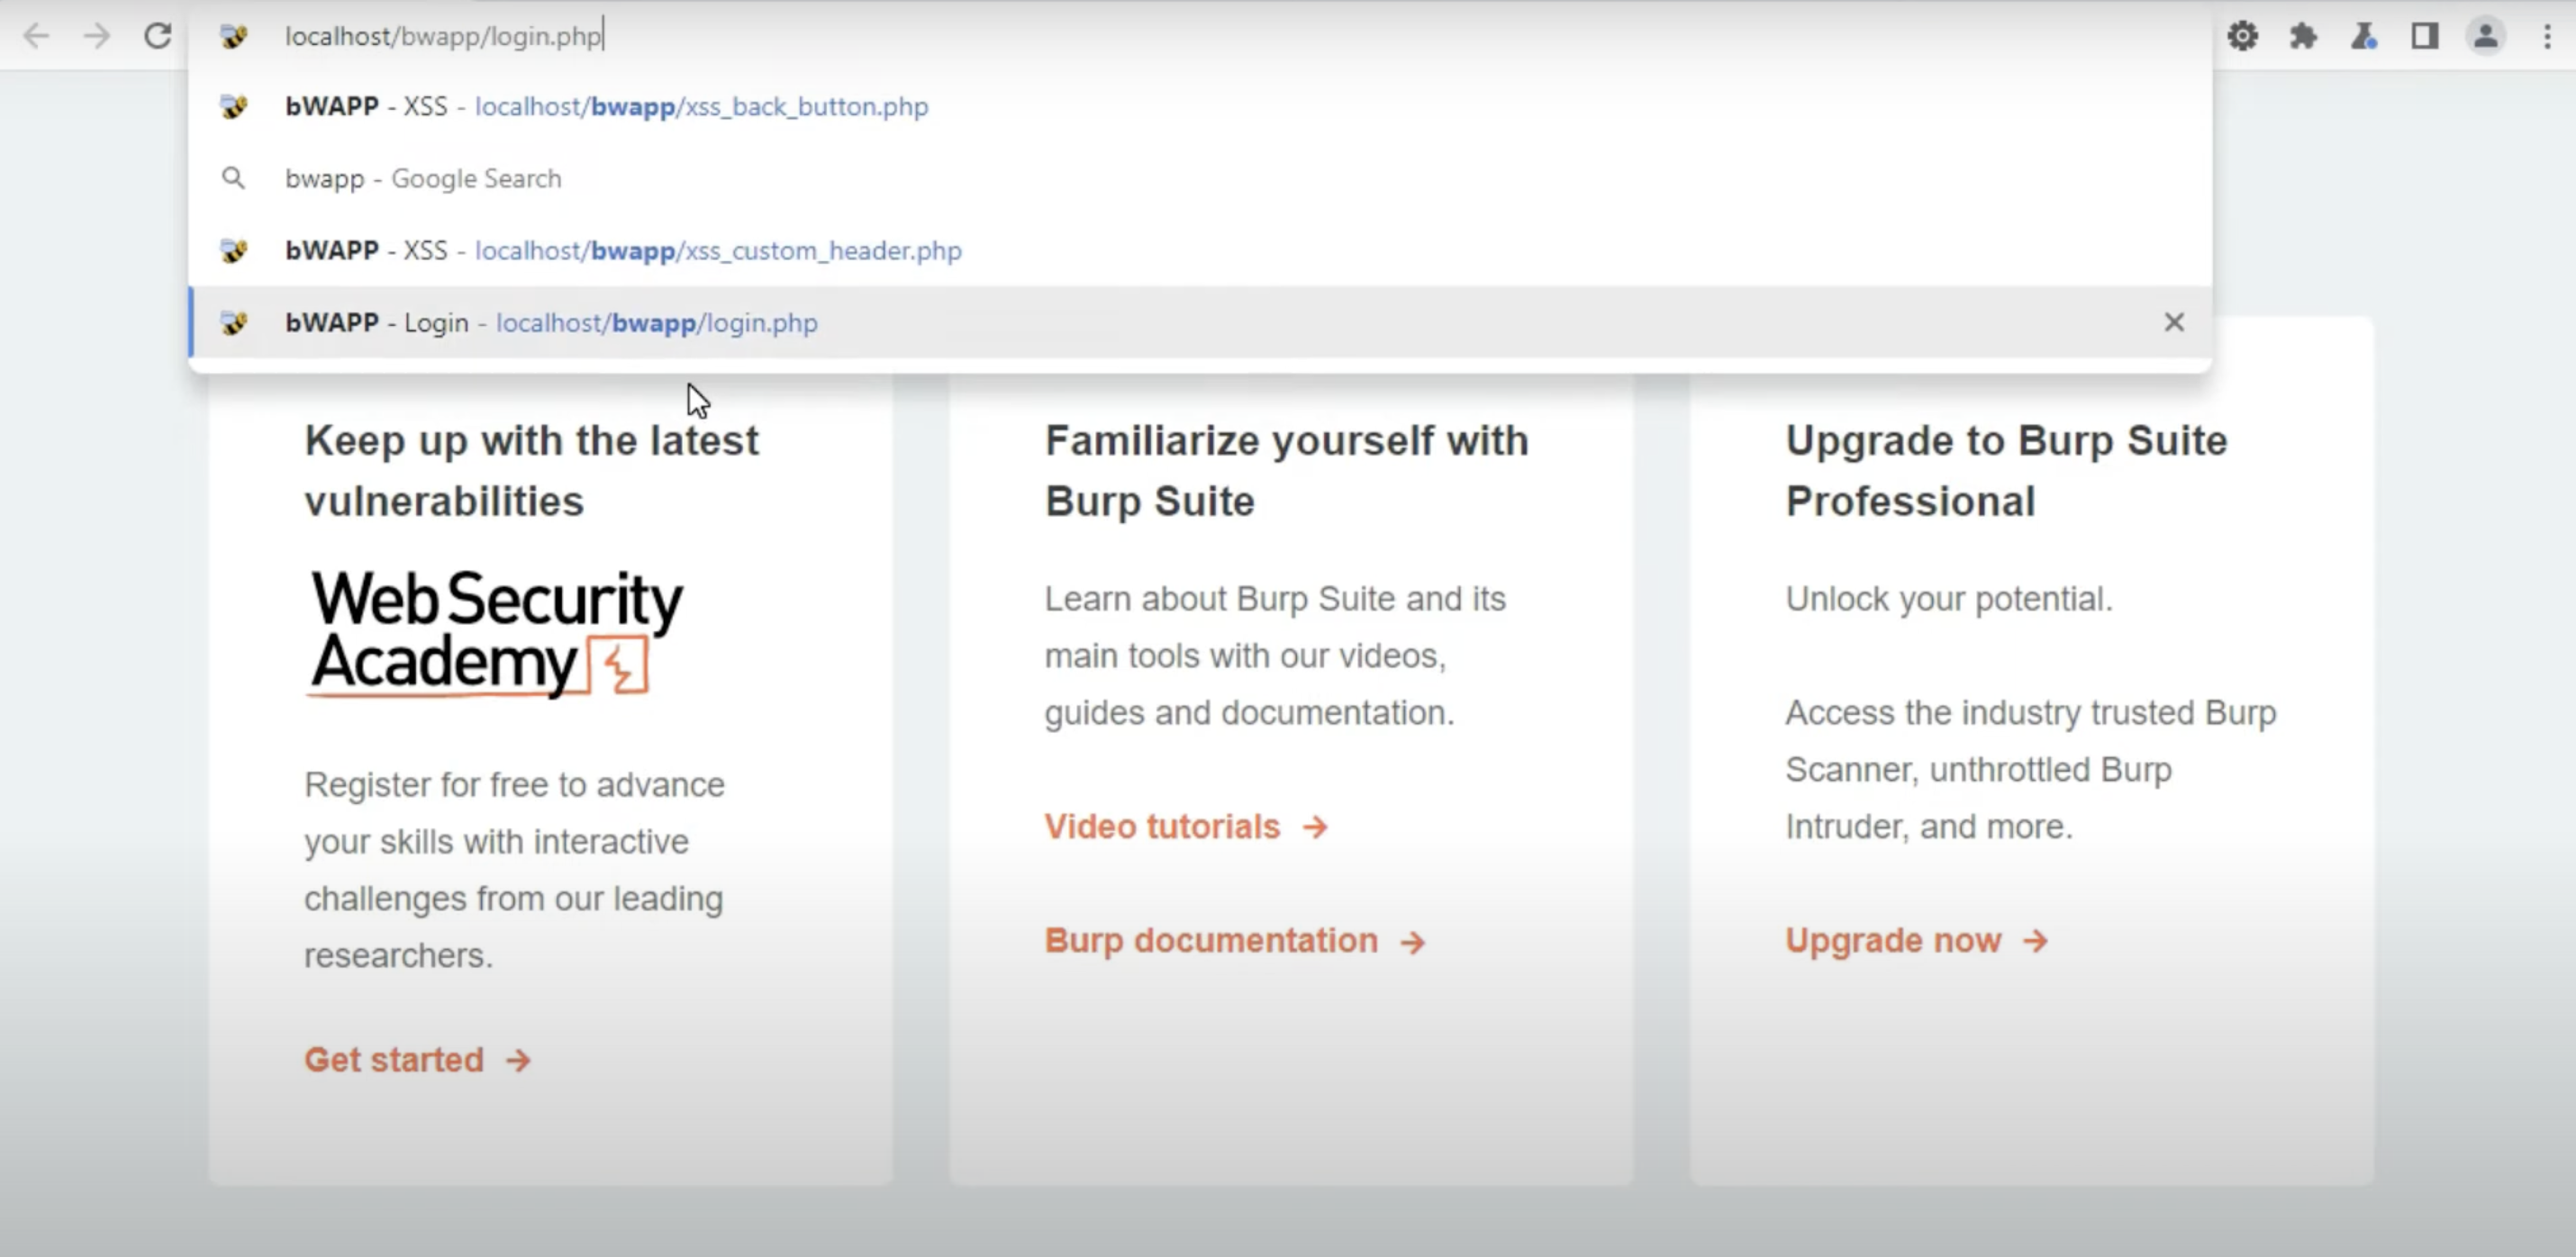 localhost/bwapp/login.php
bWAPP - XSS - localhost/bwapp/xss_back_button.php
bwapp - Google Search
bWAPP - XSS - localhost/bwapp/xss_custom_header.php
bWAPP - Login - localhost/bwapp/login.php
Keep up with the latest
vulnerabilities
Web Security
Academy
Register for free to advance
your skills with interactive
challenges from our leading
researchers.
Get started →
Familiarize yourself with
Burp Suite
Learn about Burp Suite and its
main tools with our videos,
guides and documentation.
Video tutorials →
Burp documentation →
Upgrade to Burp Suite
Professional
Unlock your potential.
Access the industry trusted Burp
Scanner, unthrottled Burp
Intruder, and more.
Upgrade now →